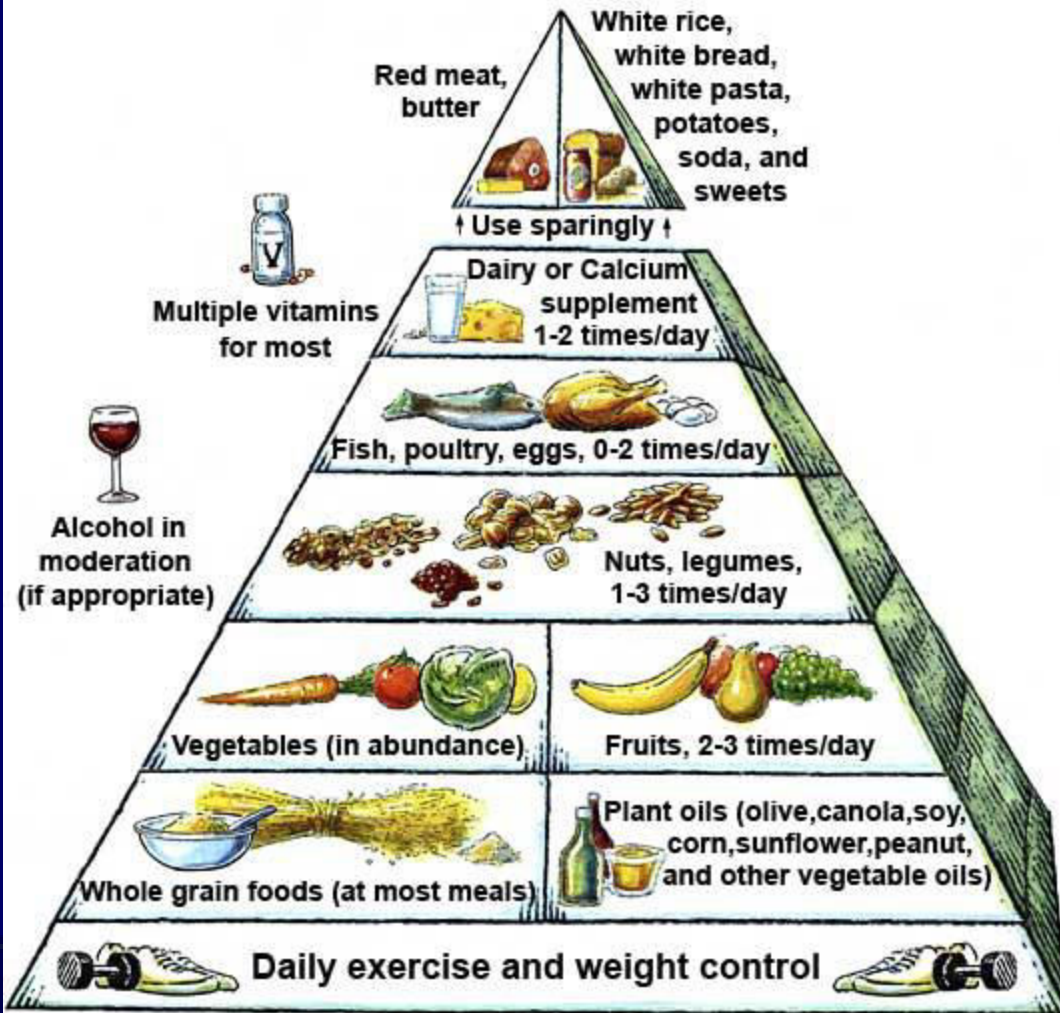 White rice,
white bread,
white pasta,
potatoes,
soda, and
sweets
Red meat,
butter
Use sparingly
V
Multiple vitamins
for most
Dairy or Calcium
supplement
1-2 times/day
Fish, poultry, eggs, 0-2 times/day
Alcohol in
moderation
(if appropriate)
Nuts, legumes,
1-3 times/day
Vegetables (in abundance)
Fruits, 2-3 times/day
Whole grain foods (at most meals)
Plant oils (olive,canola,soy,
corn,sunflower,peanut,
and other vegetable oils)
Daily exercise and weight control